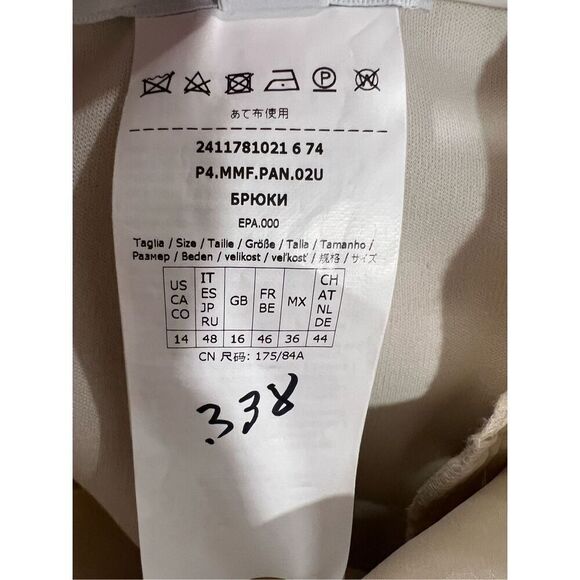 P
W
あて布使用
2411781021 6 74
P4.MMF.PAN.02U
БРЮКИ
EPA.000
Taglia / Size / Taille / Größe / Talla / Tamanho /
Размер / Beden / velikost / veľkosť / 规格 / サイズ
US CA CO IT ES JP RU GB FR BE MX CH AT NL DE
14 48 16 46 36 44
CN 尺码: 175/84A
338